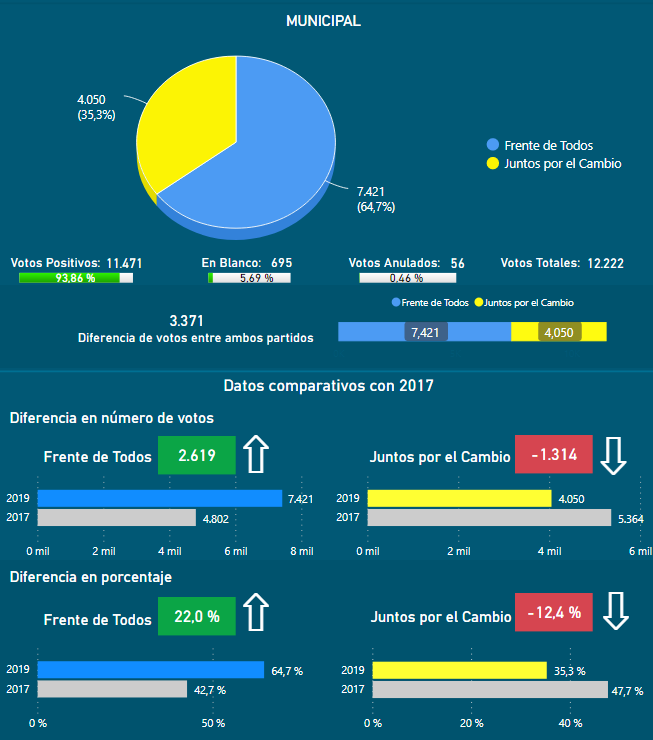 MUNICIPAL
4.050
(35,3%)
Frente de Todos
Juntos por el Cambio
7,421
(64,7%)
Votos Positivos: 11.471
93,86 %
En Blanco: 695
5,69 %
Votos Anulados: 56
0,46 %
Votos Totales: 12.222
Frente de Todos Juntos por el Cambio
3.371
Diferencia de votos entre ambos partidos
7,421 4,050
Datos comparativos con 2017
Diferencia en número de votos
Frente de Todos 2.619
2019 7.421
2017 4.802
0 mil 2 mil 4 mil 6 mil 8 mil
Juntos por el Cambio -1.314
2019 4.050
2017 5.364
0 mil 2 mil 4 mil 6 mil
Diferencia en porcentaje
Frente de Todos 22,0 %
2019 64,7 %
2017 42,7 %
0 % 50 %
Juntos por el Cambio -12,4 %
2019 35,3 %
2017 47,7 %
0 % 20 % 40 %